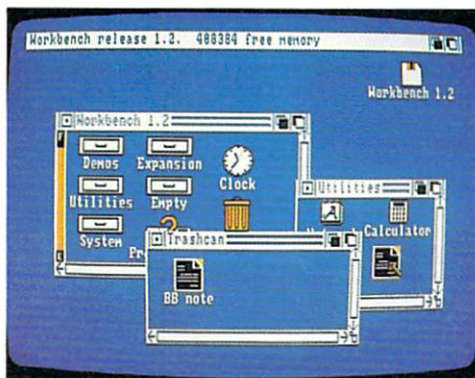 Workbench release 1.2. 408384 free memory
Workbench 1.2
Workbench 1.2
Demos
Expansion
Clock
Utilities
Empty
System
Pr
Utilities
Calculator
Trashcan
BB note